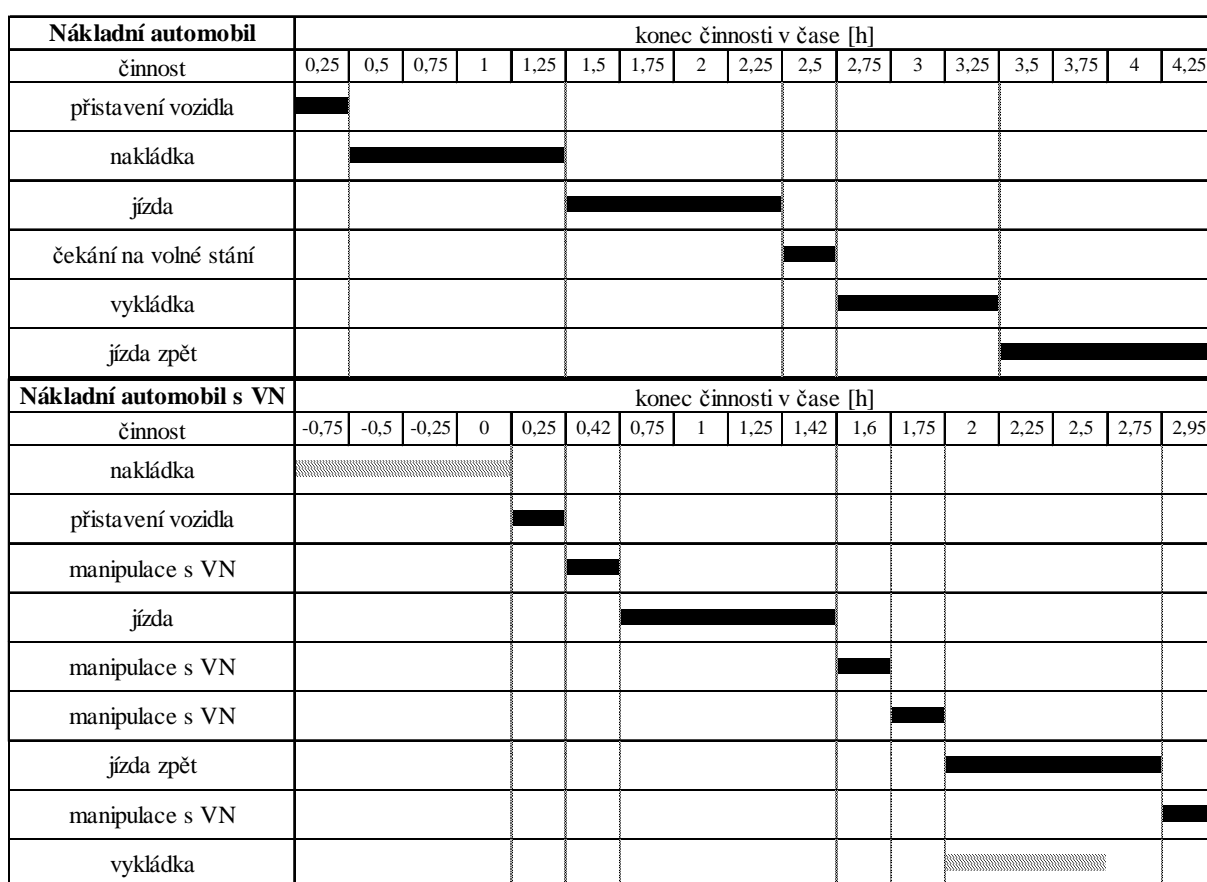 Nákladní automobil konec činnosti v čase [h]
činnost 0,25 0,5 0,75 1 1,25 1,5 1,75 2 2,25 2,5 2,75 3 3,25 3,5 3,75 4 4,25
přistavení vozidla
nakládka
jízda
čekání na volné stání
vykládka
jízda zpět
Nákladní automobil s VN konec činnosti v čase [h]
činnost -0,75 -0,5 -0,25 0 0,25 0,42 0,75 1 1,25 1,42 1,6 1,75 2 2,25 2,5 2,75 2,95
nakládka
přistavení vozidla
manipulace s VN
jízda
manipulace s VN
manipulace s VN
jízda zpět
manipulace s VN
vykládka